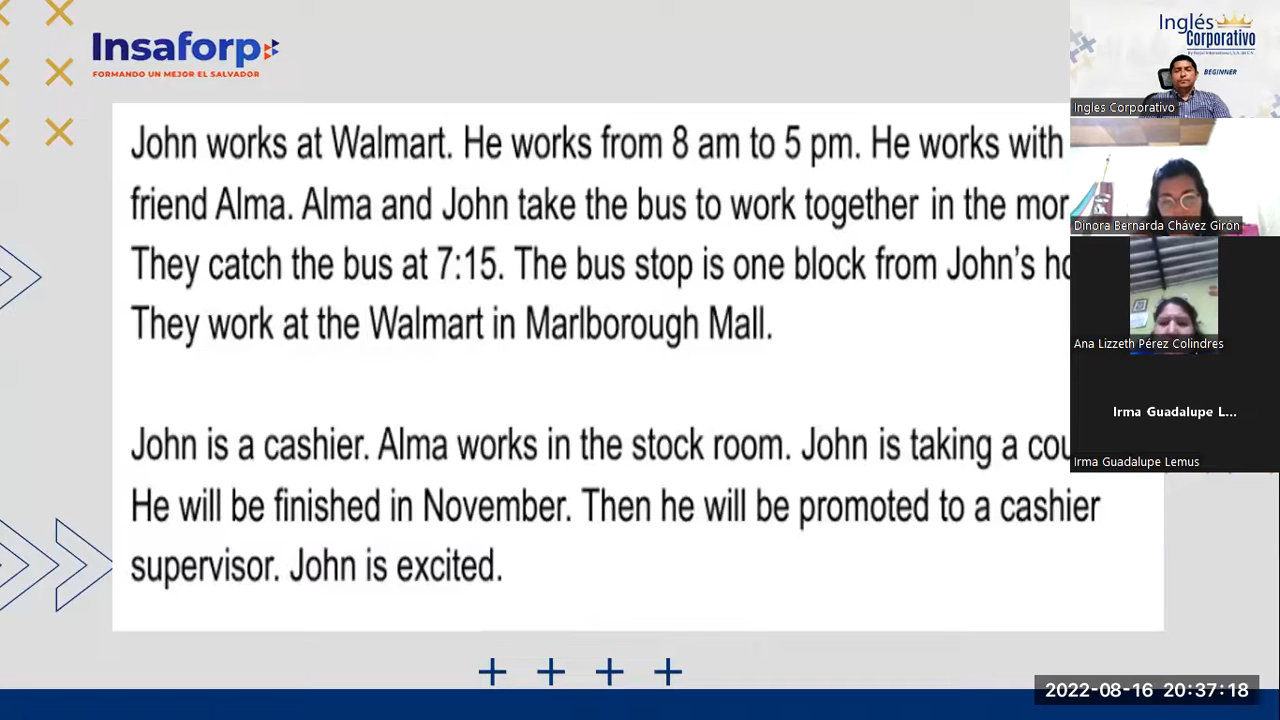 Insaforp
FORMANDO UN MEJOR EL SALVADOR
John works at Walmart. He works from 8 am to 5 pm. He works with
friend Alma. Alma and John take the bus to work together in the
They catch the bus at 7:15. The bus stop is one block from John's
They work at the Walmart in Marlborough Mall.
John is a cashier. Alma works in the stock room. John is taking a
He will be finished in November. Then he will be promoted to a cashier
supervisor. John is excited.
Inglés
Corporativo
BEGINNER
Ingles Corporativo
Dinora Bernarda Chávez Girón
Ana Lizzeth Pérez Colindres
Irma Guadalupe L...
Irma Guadalupe Lemus
2022-08-16 20:37:18